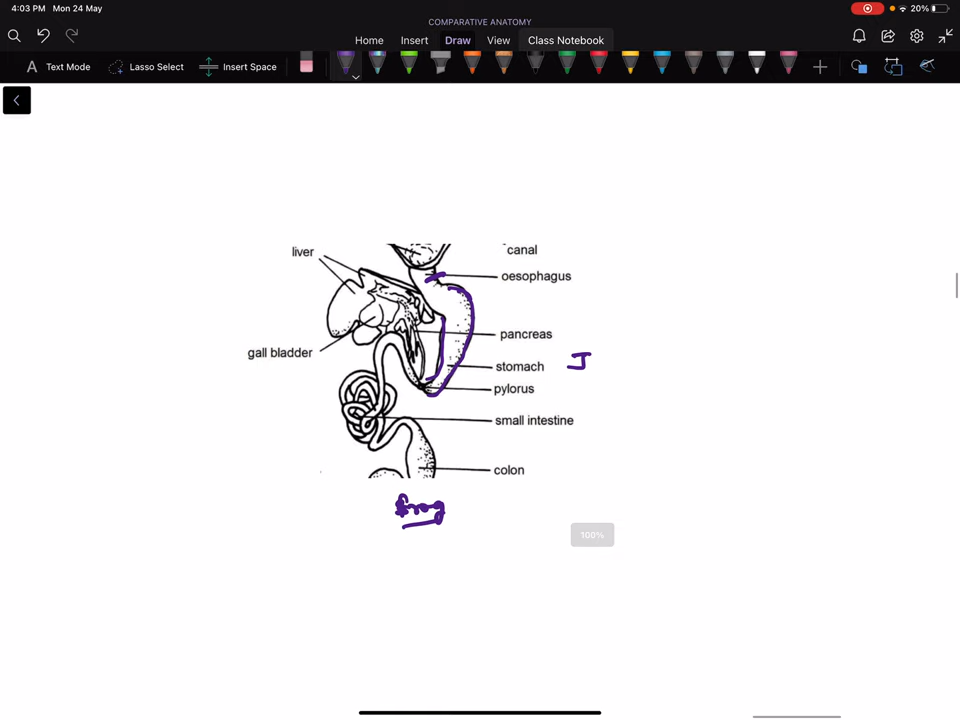 4:03 PM Mon 24 May
20%
COMPARATIVE ANATOMY
Home Insert Draw View Class Notebook
A Text Mode Lasso Select Insert Space
liver
canal
oesophagus
pancreas
gall bladder
stomach J
pylorus
small intestine
colon
frog
100%